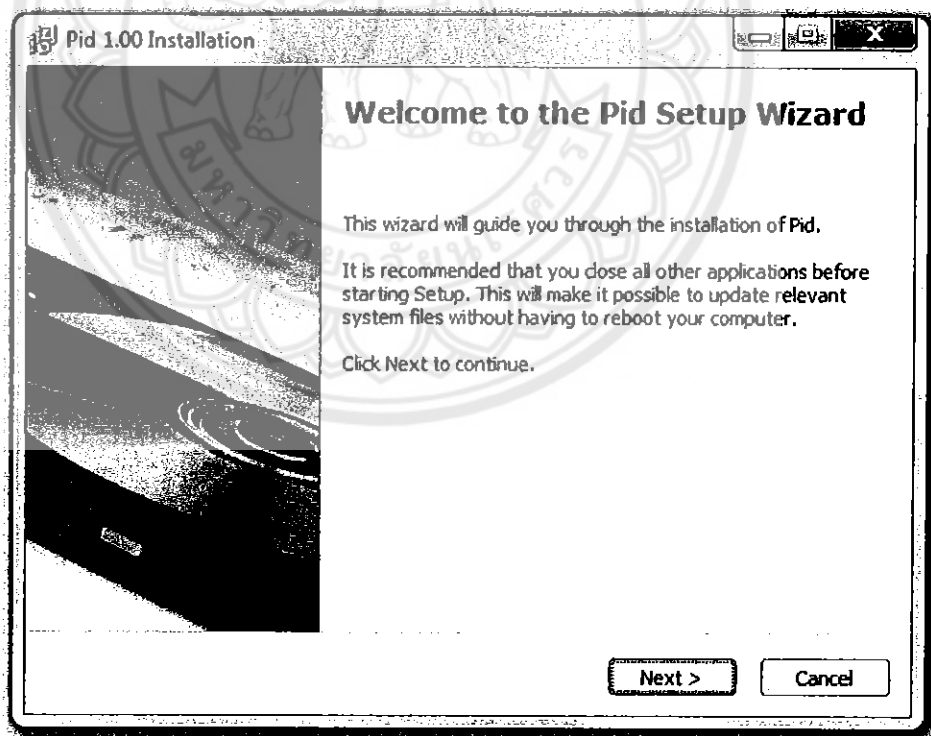 Pid 1.00 Installation
Welcome to the Pid Setup Wizard
This wizard will guide you through the installation of Pid.
It is recommended that you close all other applications before
starting Setup. This will make it possible to update relevant
system files without having to reboot your computer.
Click Next to continue.
Next >
Cancel